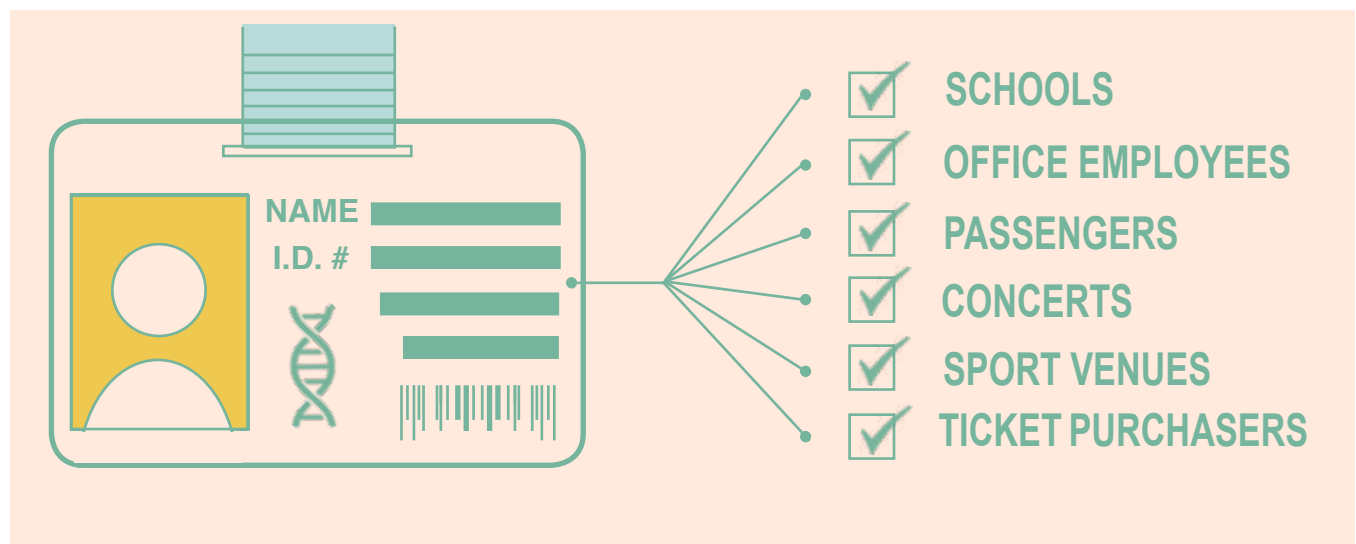 NAME
I.D. #
SCHOOLS
OFFICE EMPLOYEES
PASSENGERS
CONCERTS
SPORT VENUES
TICKET PURCHASERS